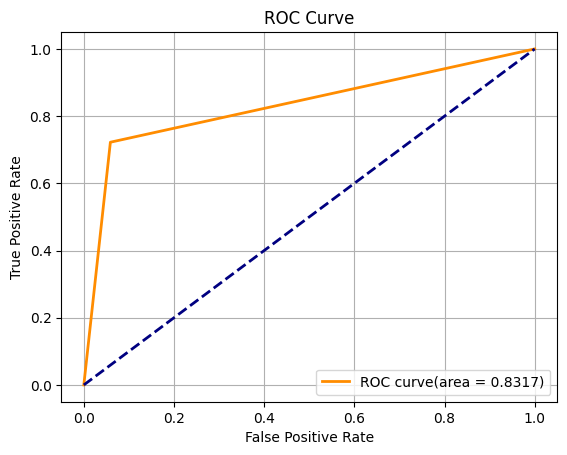 ROC Curve
True Positive Rate
1.0
0.8
0.6
0.4
0.2
0.0
ROC curve(area = 0.8317)
0.0 0.2 0.4 0.6 0.8 1.0
False Positive Rate